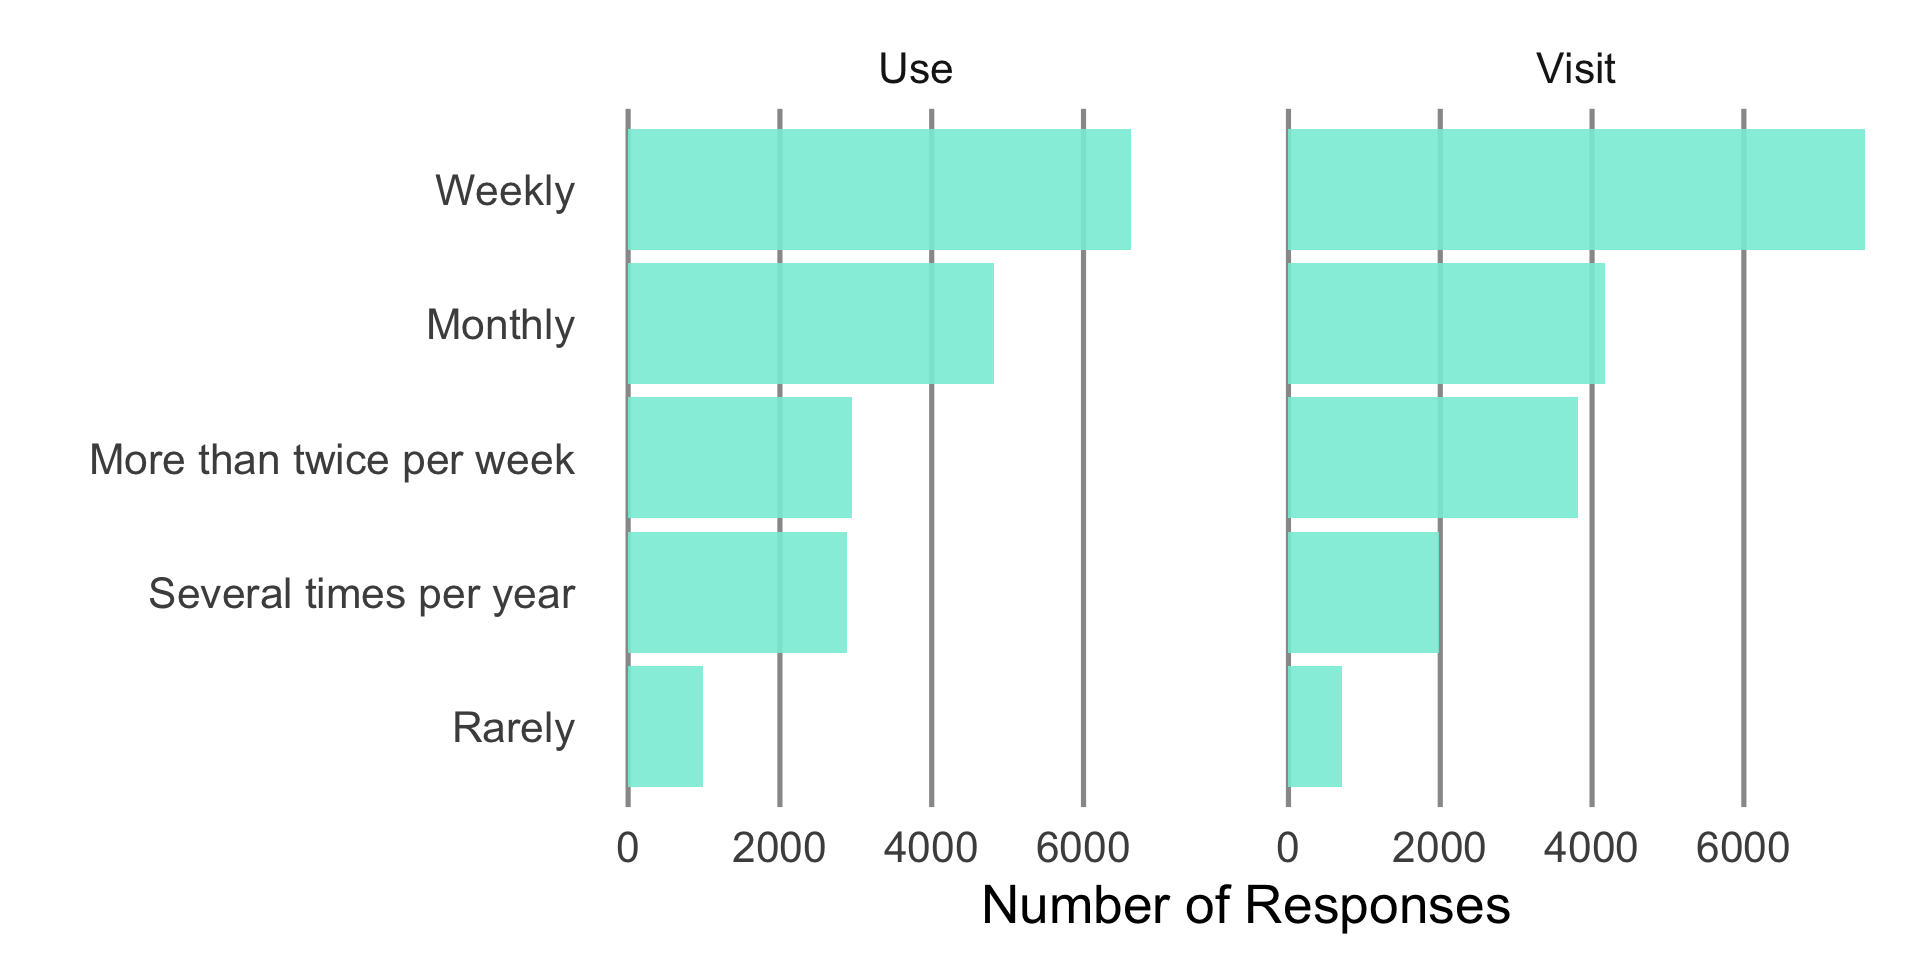 Use
Visit
Weekly
Monthly
More than twice per week
Several times per year
Rarely
0 2000 4000 6000
0 2000 4000 6000
Number of Responses